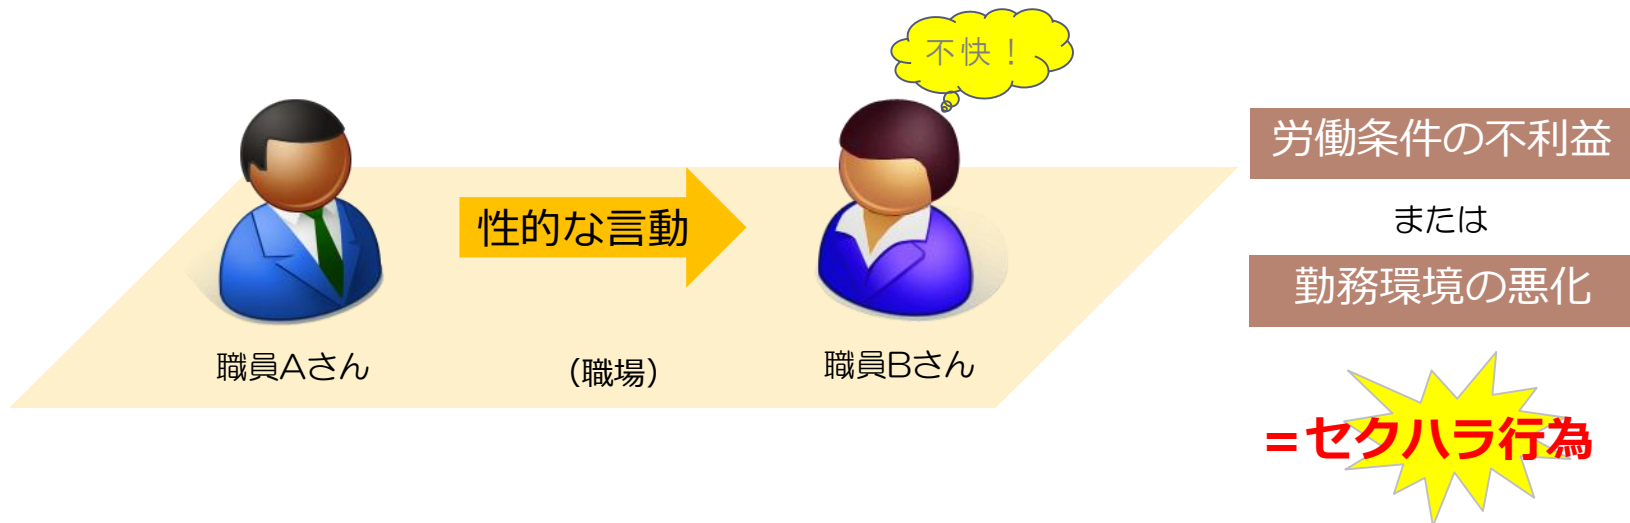 不快！
労働条件の不利益
または
性的な言動
勤務環境の悪化
職員Aさん
（職場）
職員Bさん
＝セクハラ行為